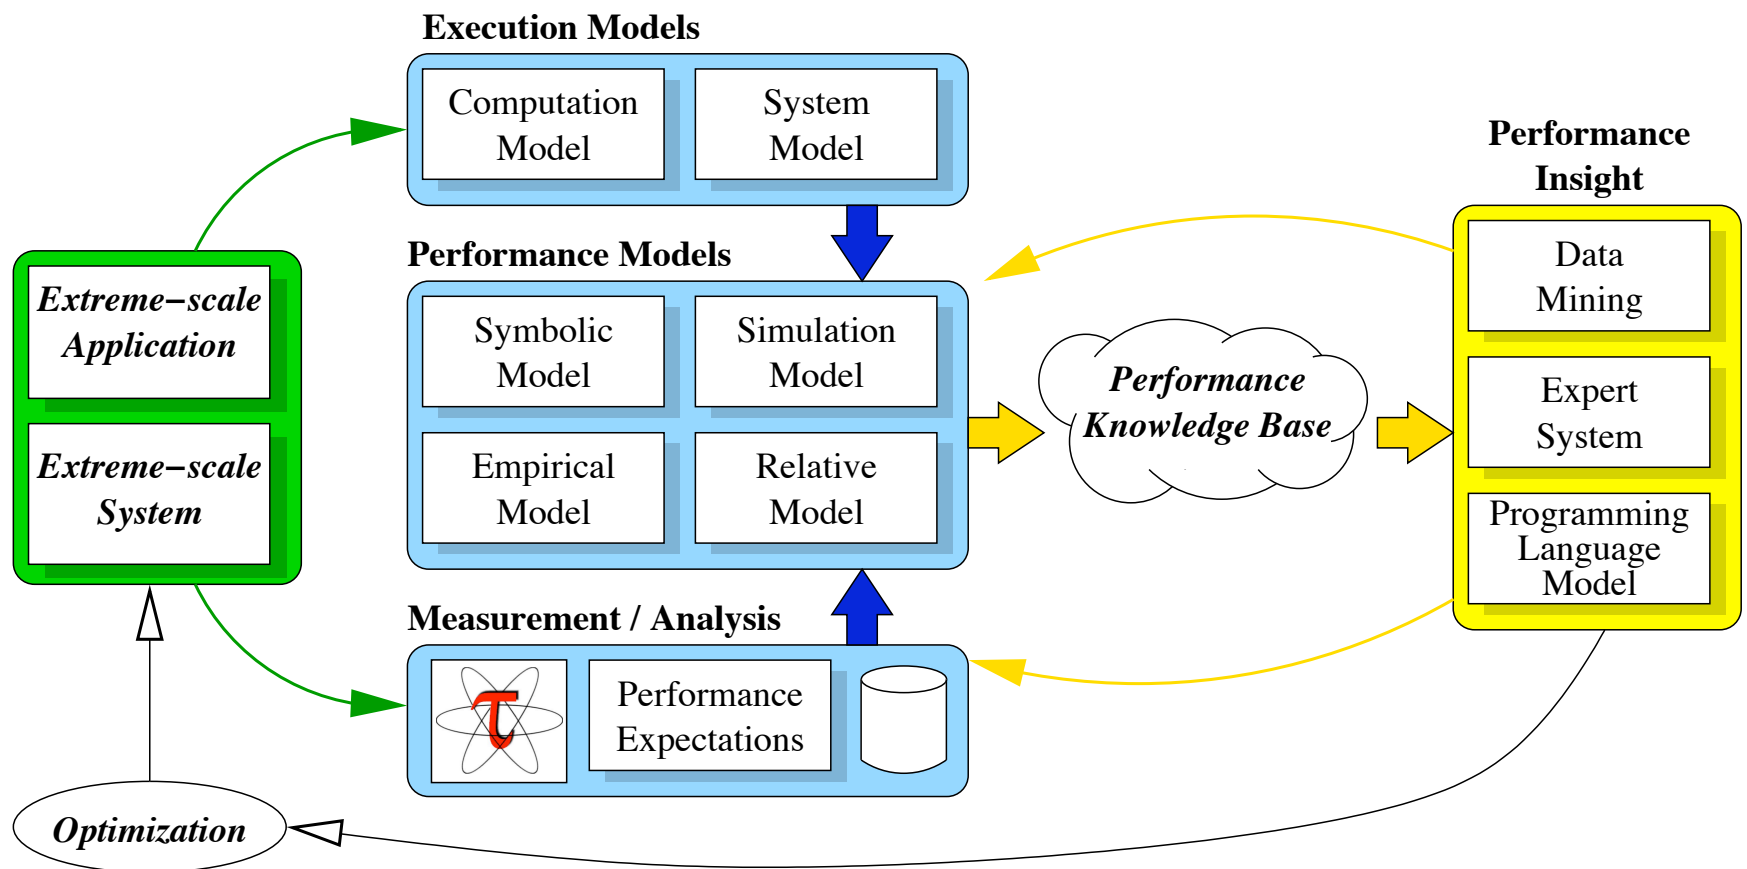 Execution Models
Computation
Model
System
Model
Performance Models
Symbolic
Model
Simulation
Model
Empirical
Model
Relative
Model
Measurement / Analysis
τ
Performance
Expectations
Extreme−scale
Application
Extreme−scale
System
Optimization
Performance
Knowledge Base
Performance
Insight
Data
Mining
Expert
System
Programming
Language
Model